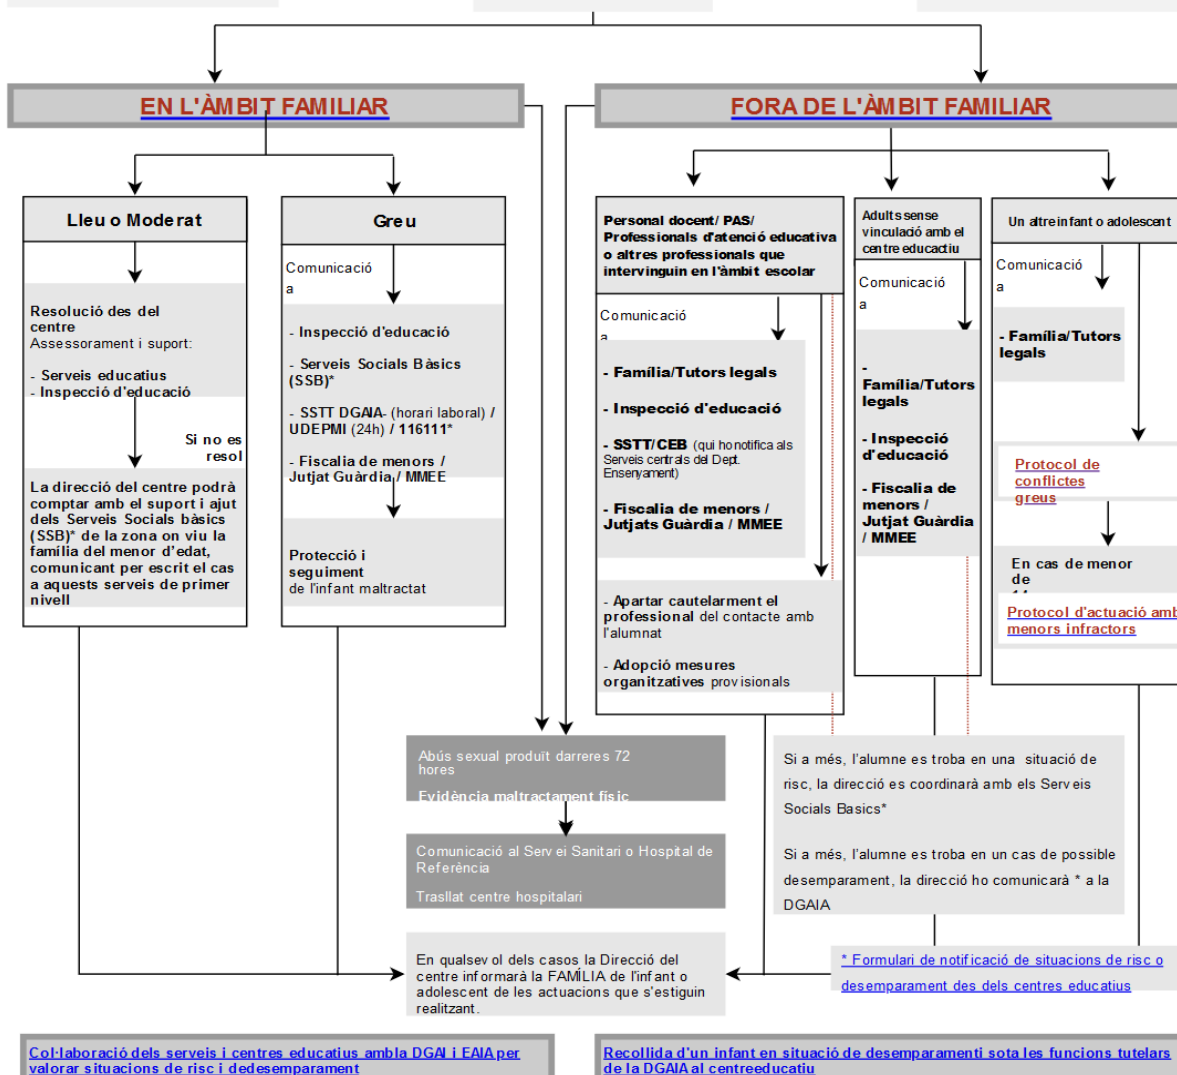 EN L'ÀMBIT FAMILIAR
FORA DE L'ÀMBIT FAMILIAR
Lleu o Moderat
Resolució des del
centre
Assessorament i suport:
- Serveis educatius
- Inspecció d'educació
Si no es
resol
La direcció del centre podrà
comptar amb el suport i ajut
dels Serveis Socials bàsics
(SSB)* de la zona on viu la
família del menor d'edat,
comunicant per escrit el cas
a aquests serveis de primer
nivell
Greu
Comunicació
a
- Inspecció d'educació
- Serveis Socials Bàsics
(SSB)*
- SSTT DGAIA- (horari laboral) /
UDEPMI (24h) / 116111*
- Fiscalia de menors /
Jutjat Guàrdia / MMEE
Protecció i
seguiment
de l'infant maltractat
Personal docent/ PAS/
Professionals d'atenció educativa
o altres professionals que
intervinguin en l'àmbit escolar
Comunicació
a
- Família/Tutors legals
- Inspecció d'educació
- SSTT/CEB (qui ho notifica als
Serveis centrals del Dept.
Ensenyament)
- Fiscalia de menors /
Jutjats Guàrdia / MMEE
- Apartar cautelarment el
professional del contacte amb
l'alumnat
- Adopció mesures
organitzatives provisionals
Adults sense
vinculació amb el
centre educactiu
Comunicació
a
-
Família/Tutors
legals
- Inspecció
d'educació
- Fiscalia de
menors /
Jutjat Guàrdia
/ MMEE
Un altre infant o adolescent
Comunicació
a
- Família/Tutors
legals
Protocol de
conflictes
greus
En cas de menor
de
Protocol d'actuació amb
menors infractors
Abús sexual produït darreres 72
hores
Evidència maltractament físic
Comunicació al Servei Sanitari o Hospital de
Referència
Trasllat centre hospitalari
Si a més, l'alumne es troba en una situació de
risc, la direcció es coordinarà amb els Serveis
Socials Basics*
Si a més, l'alumne es troba en un cas de possible
desemparament, la direcció ho comunicarà * a la
DGAIA
En qualsevol dels casos la Direcció del
centre informarà la FAMÍLIA de l'infant o
adolescent de les actuacions que s'estiguin
realitzant.
* Formulari de notificació de situacions de risc o
desemparament des dels centres educatius
Col·laboració dels serveis i centres educatius ambla DGAI i EAIA per
valorar situacions de risc i dedesemparament
Recollida d'un infant en situació de desemparamenti sota les funcions tutelars
de la DGAIA al centreeducatiu